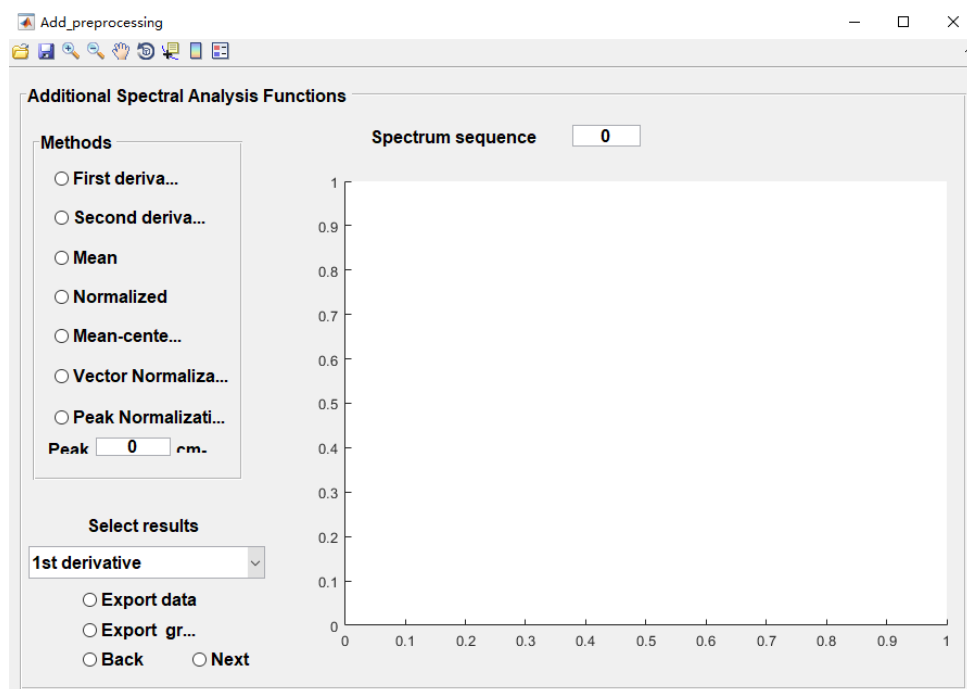 Add_preprocessing
Additional Spectral Analysis Functions
Methods
First deriva...
Second deriva...
Mean
Normalized
Mean-cente...
Vector Normaliza...
Peak Normalizati...
Peak 0 cm-
Select results
1st derivative
Export data
Export gr...
Back Next
Spectrum sequence 0
1
0.9
0.8
0.7
0.6
0.5
0.4
0.3
0.2
0.1
0
0 0.1 0.2 0.3 0.4 0.5 0.6 0.7 0.8 0.9 1